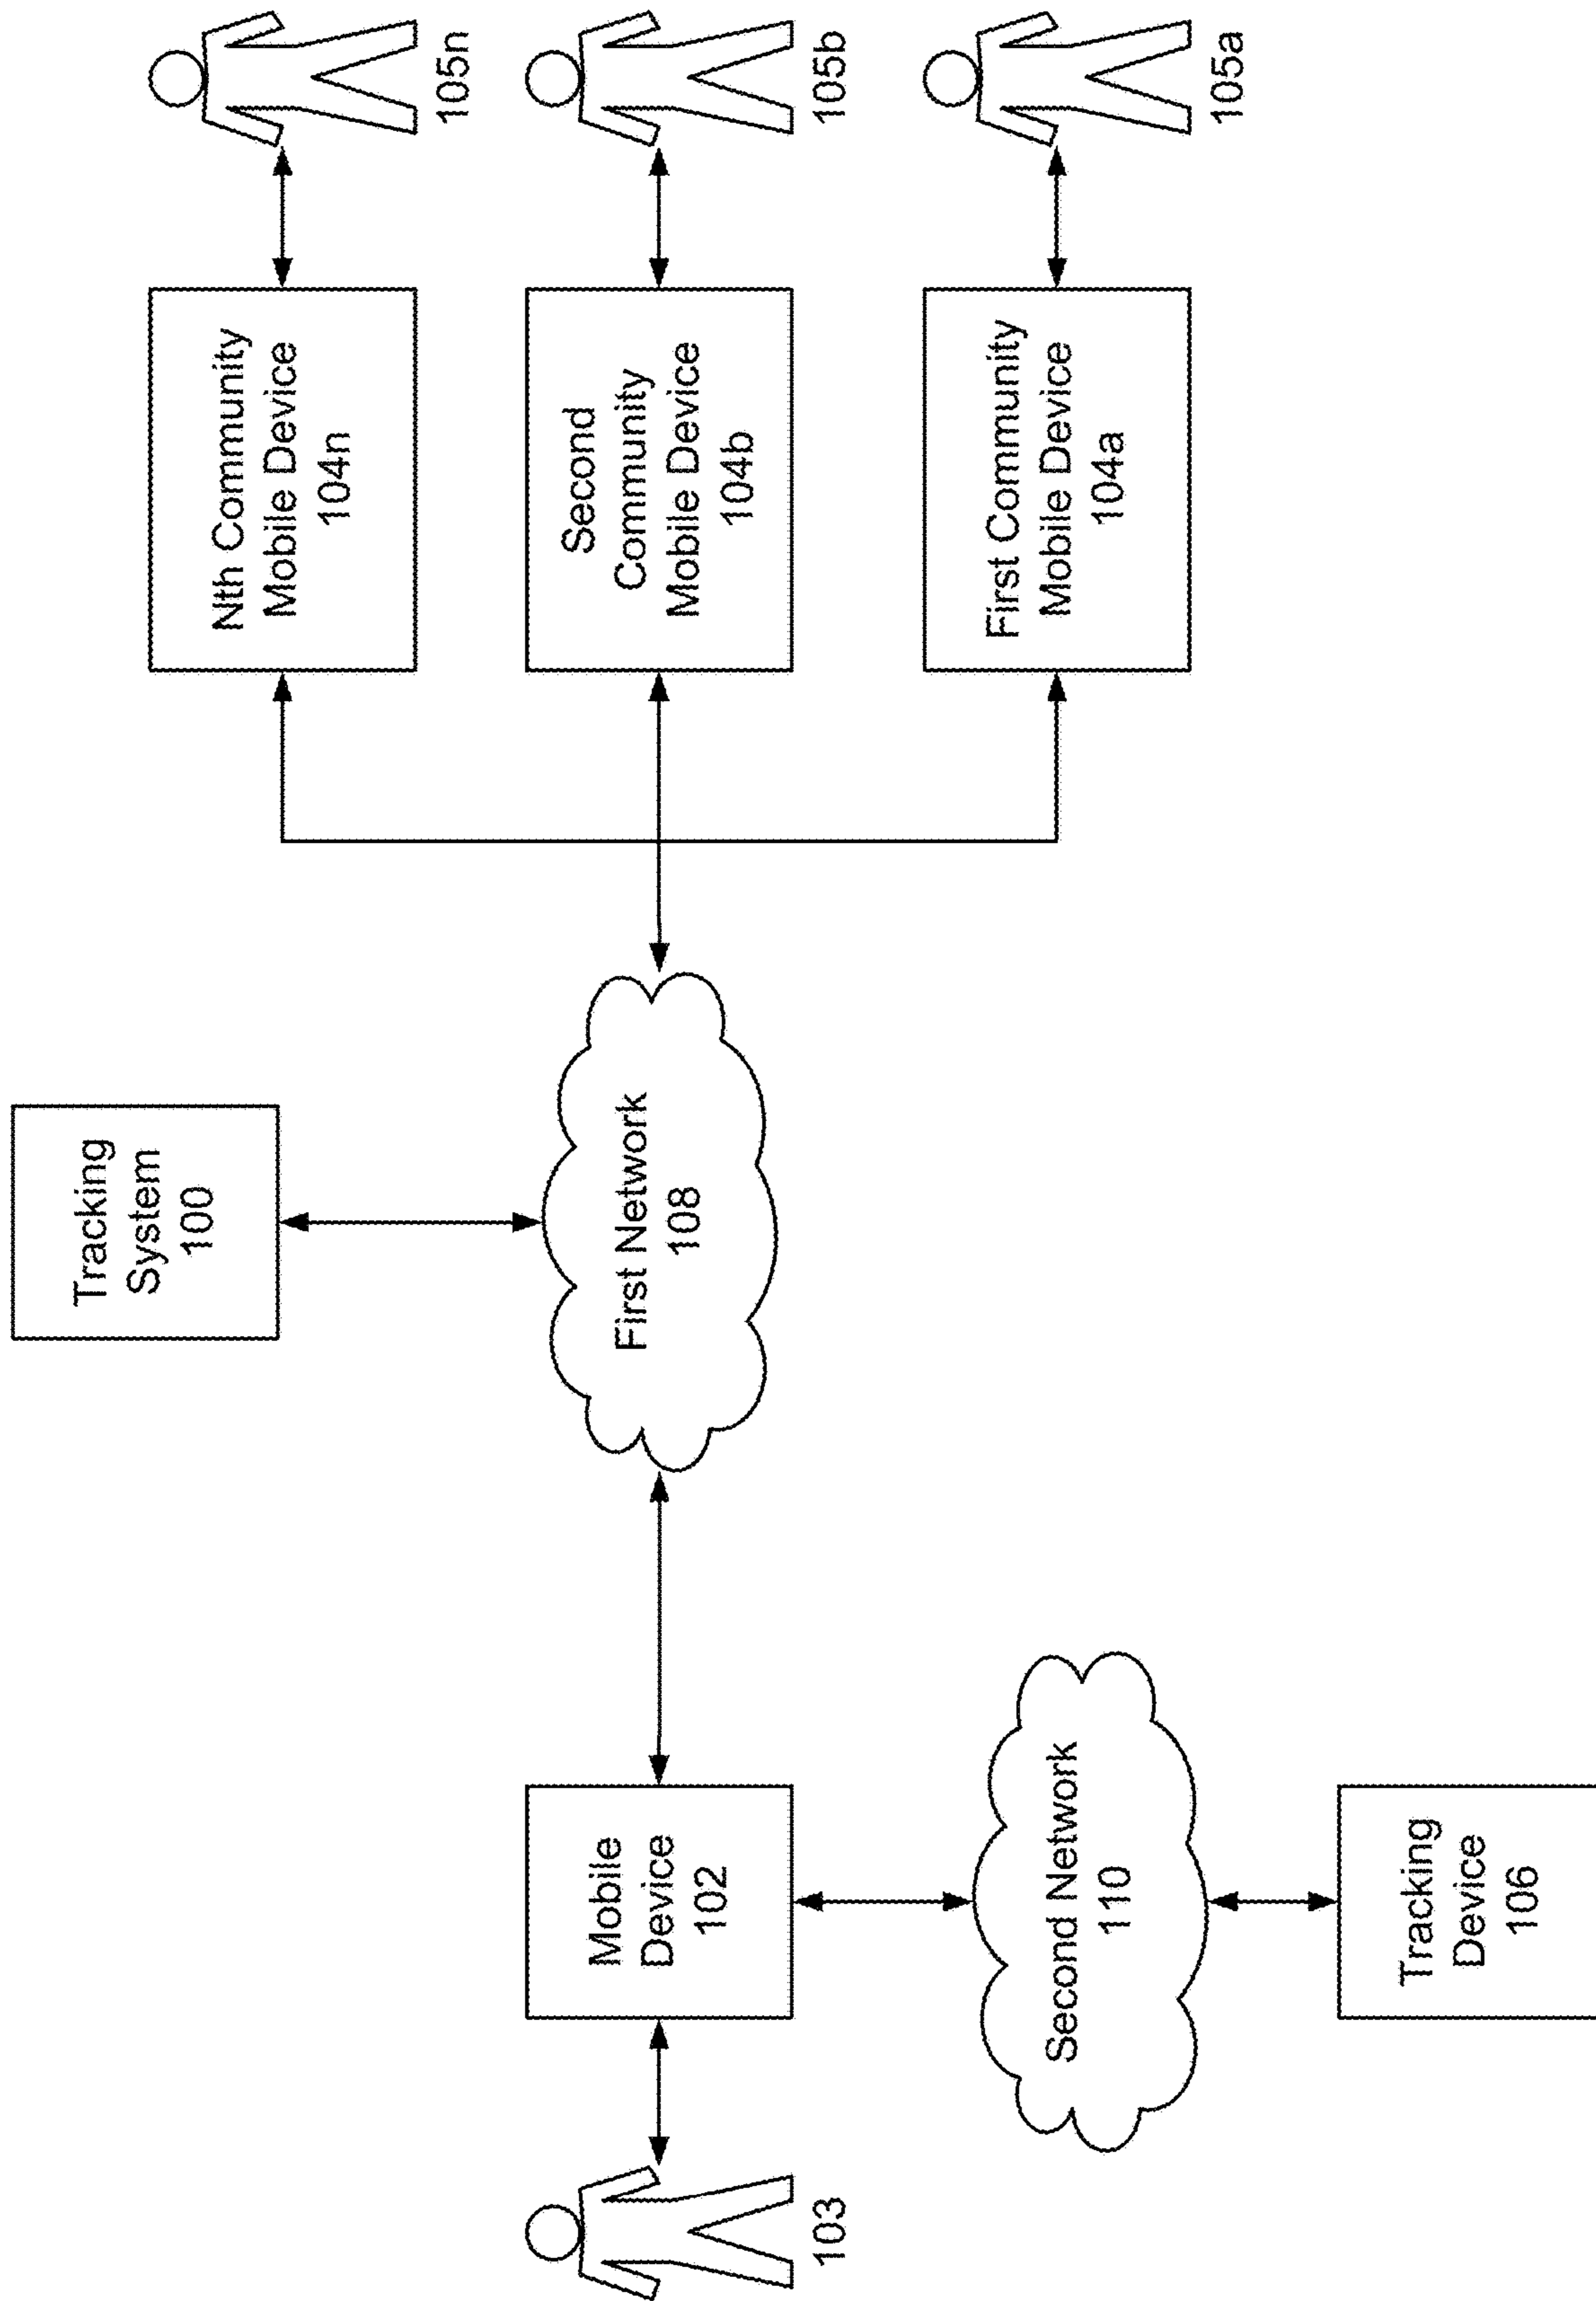 Tracking
System
100
Nth Community
Mobile Device
104n
105n
103
Mobile
Device
102
First Network
108
Second
Community
Mobile Device
104b
105b
Second Network
110
First Community
Mobile Device
104a
105a
Tracking
Device
106